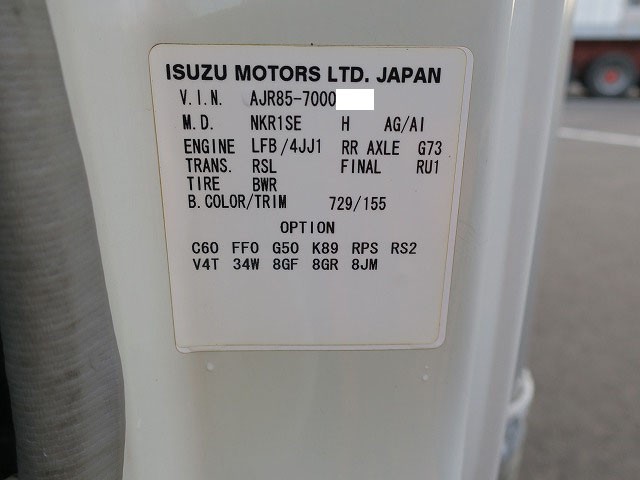 ISUZU MOTORS LTD. JAPAN
V.I.N. AJR85-7000
M.D. NKR1SE H AG/AI
ENGINE LFB/4JJ1 RR AXLE G73
TRANS. RSL FINAL RU1
TIRE BWR
B.COLOR/TRIM 729/155
OPTION
C60 FF0 G50 K89 RPS RS2
V4T 34W 8GF 8GR 8JM